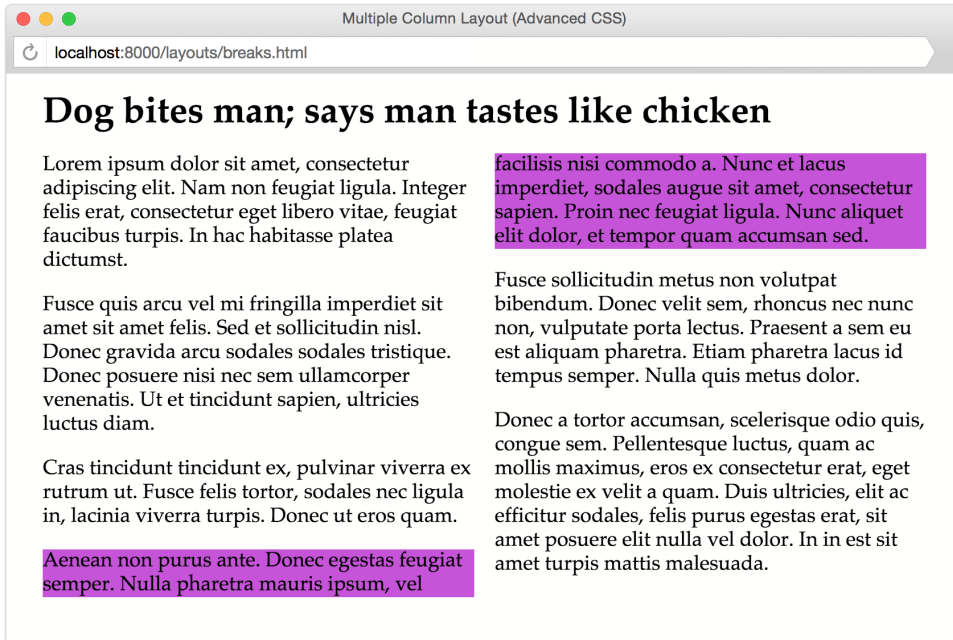 Multiple Column Layout (Advanced CSS)
localhost:8000/layouts/breaks.html
Dog bites man; says man tastes like chicken
Lorem ipsum dolor sit amet, consectetur
adipiscing elit. Nam non feugiat ligula. Integer
felis erat, consectetur eget libero vitae, feugiat
faucibus turpis. In hac habitasse platea
dictumst.
Fusce quis arcu vel mi fringilla imperdiet sit
amet sit amet felis. Sed et sollicitudin nisl.
Donec gravida arcu sodales sodales tristique.
Donec posuere nisi nec sem ullamcorper
venenatis. Ut et tincidunt sapien, ultricies
luctus diam.
Cras tincidunt tincidunt ex, pulvinar viverra ex
rutrum ut. Fusce felis tortor, sodales nec ligula
in, lacinia viverra turpis. Donec ut eros quam.
Aenean non purus ante. Donec egestas feugiat
semper. Nulla pharetra mauris ipsum, vel
facilisis nisi commodo a. Nunc et lacus
imperdiet, sodales augue sit amet, consectetur
sapien. Proin nec feugiat ligula. Nunc aliquet
elit dolor, et tempor quam accumsan sed.
Fusce sollicitudin metus non volutpat
bibendum. Donec velit sem, rhoncus nec nunc
non, vulputate porta lectus. Praesent a sem eu
est aliquam pharetra. Etiam pharetra lacus id
tempus semper. Nulla quis metus dolor.
Donec a tortor accumsan, scelerisque odio quis,
congue sem. Pellentesque luctus, quam ac
mollis maximus, eros ex consectetur erat, eget
molestie ex velit a quam. Duis ultricies, elit ac
efficitur sodales, felis purus egestas erat, sit
amet posuere elit nulla vel dolor. In in est sit
amet turpis mattis malesuada.